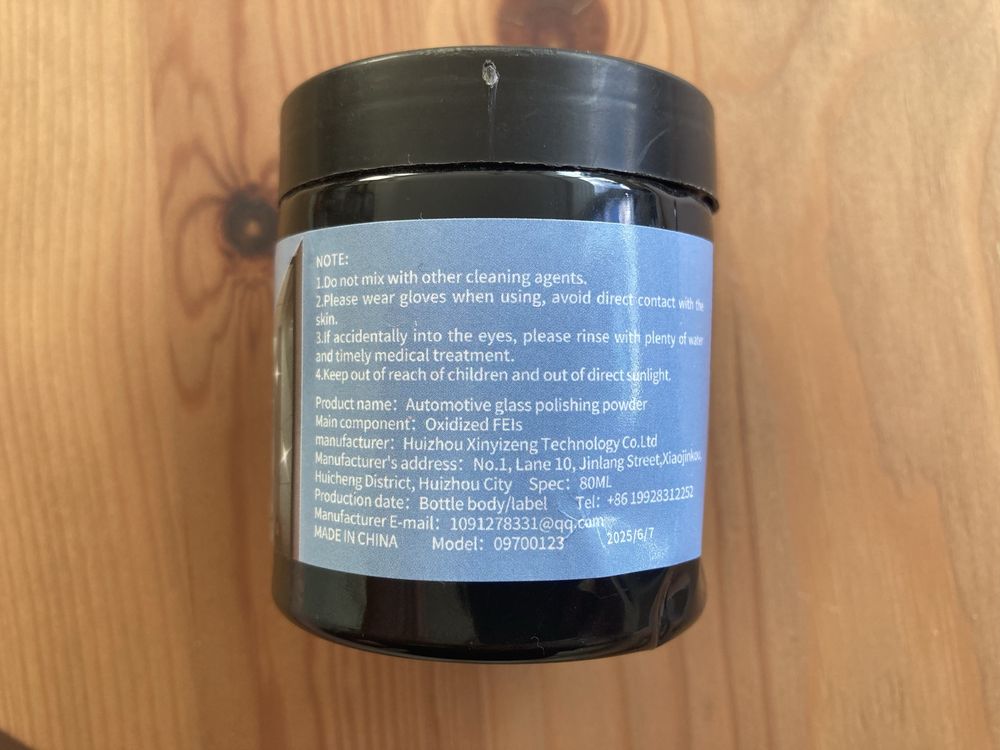 NOTE:
1.Do not mix with other cleaning agents.
2.Please wear gloves when using, avoid direct contact with the
skin.
3.If accidentally into the eyes, please rinse with plenty of water
and timely medical treatment.
4.Keep out of reach of children and out of direct sunlight.
Product name: Automotive glass polishing powder
Main component: Oxidized FEIs
manufacturer: Huizhou Xinyizeng Technology Co.Ltd
Manufacturer's address: No.1, Lane 10, Jinlang Street,Xiaojinkou,
Huicheng District, Huizhou City Spec: 80ML
Production date: Bottle body/label Tel: +86 19928312252
Manufacturer E-mail: 1091278331@qq.com
MADE IN CHINA Model: 09700123 2025/6/7